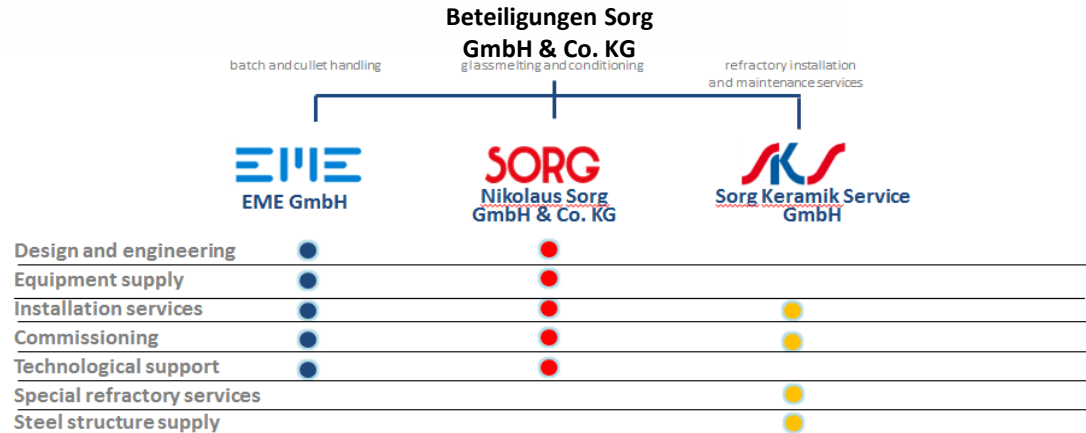 Beteiligungen Sorg
GmbH & Co. KG
batch and cullet handling
glassmelting and conditioning
refractory installation
and maintenance services
EME
SORG
SKS
EME GmbH
Nikolaus Sorg
GmbH & Co. KG
Sorg Keramik Service
GmbH
Design and engineering
Equipment supply
Installation services
Commissioning
Technological support
Special refractory services
Steel structure supply